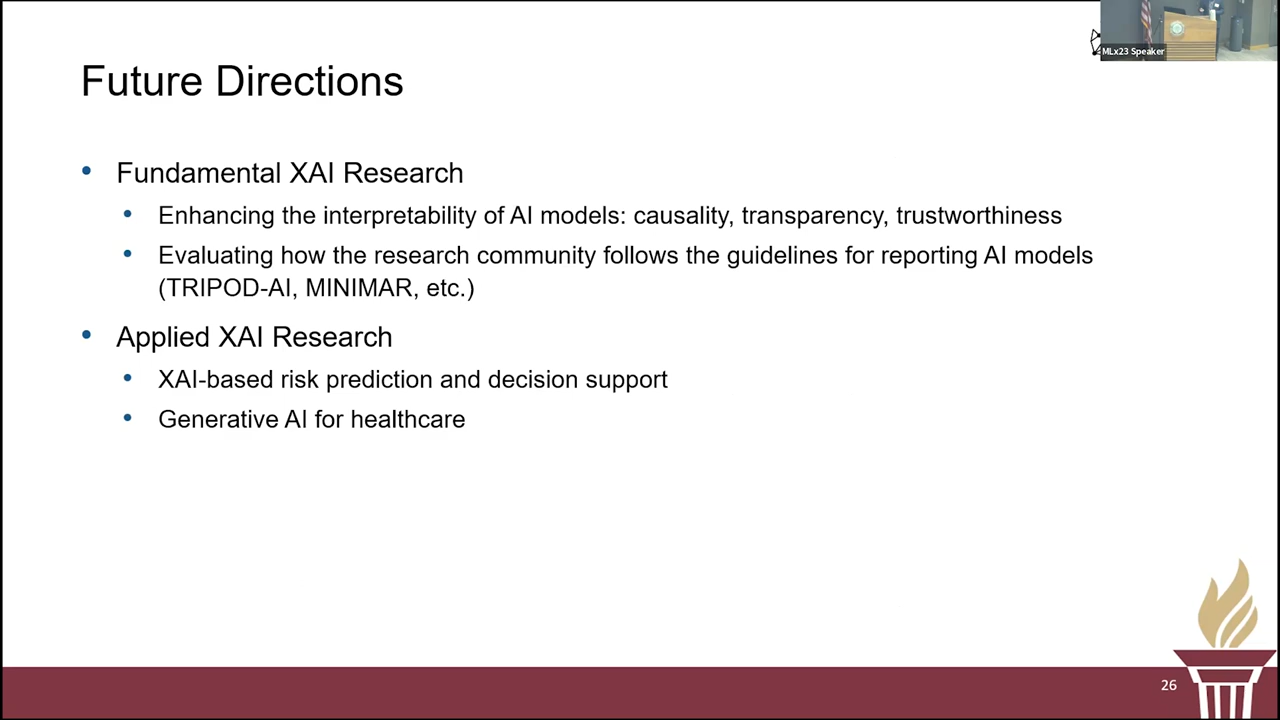 MLx23 Speaker
Future Directions
• Fundamental XAI Research
• Enhancing the interpretability of AI models: causality, transparency, trustworthiness
• Evaluating how the research community follows the guidelines for reporting AI models
(TRIPOD-AI, MINIMAR, etc.)
• Applied XAI Research
• XAI-based risk prediction and decision support
• Generative AI for healthcare
26